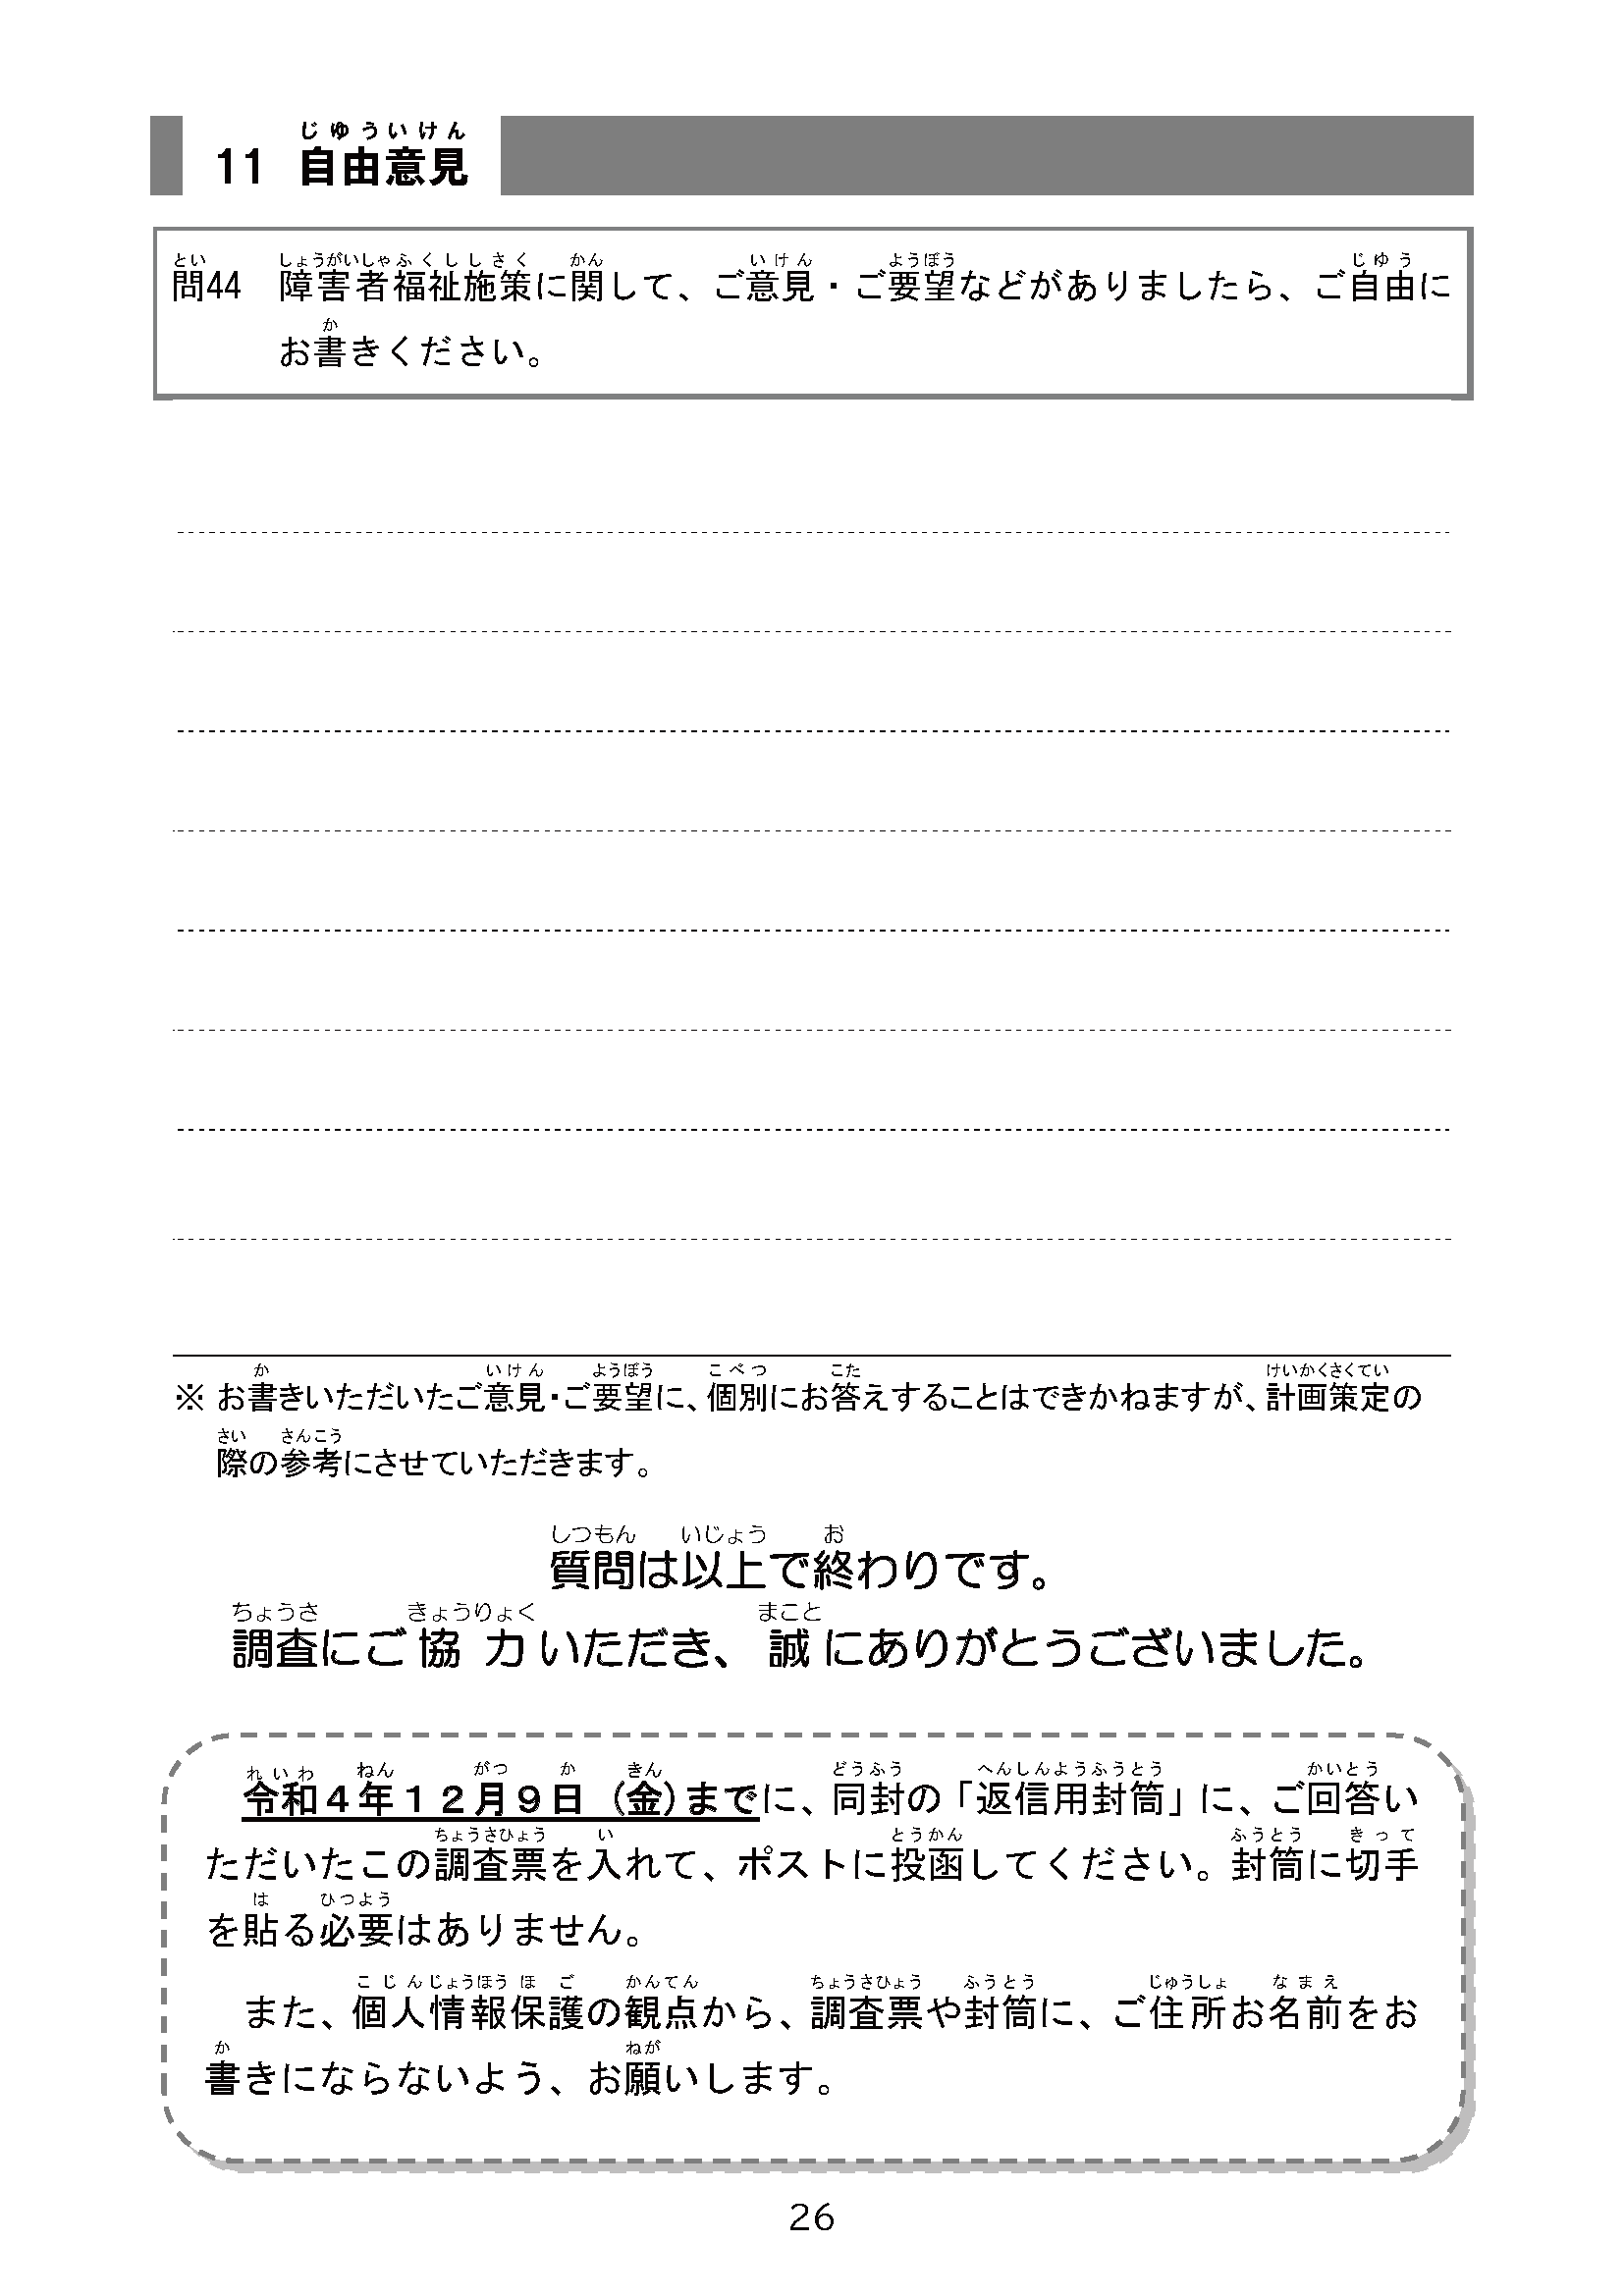 じゆういけん
11 自由意見
とい しょうがいしゃふくししさく かん いけん ようぼう じゆう
問44 障害者福祉施策に関して、ご意見・ご要望などがありましたら、ご自由に
か
お書きください。
か いけん ようぼう こべつ こた けいかくさくてい
※ お書きいただいたご意見・ご要望に、個別にお答えすることはできかねますが、計画策定の
さい さんこう
際の参考にさせていただきます。
しつもん いじょう お
質問は以上で終わりです。
ちょうさ きょうりょく まこと
調査にご協力いただき、誠にありがとうございました。
れいわ ねん がつ か きん どうふう へんしんようふうとう かいとう
令和４年１２月９日（金）までに、同封の「返信用封筒」に、ご回答い
ちょうさひょう い とうかん ふうとう きって
ただいたこの調査票を入れて、ポストに投函してください。封筒に切手
は ひつよう
を貼る必要はありません。
こじんじょうほうほご かんてん ちょうさひょう ふうとう じゅうしょ なまえ
また、個人情報保護の観点から、調査票や封筒に、ご住所お名前をお
か ねが
書きにならないよう、お願いします。
26